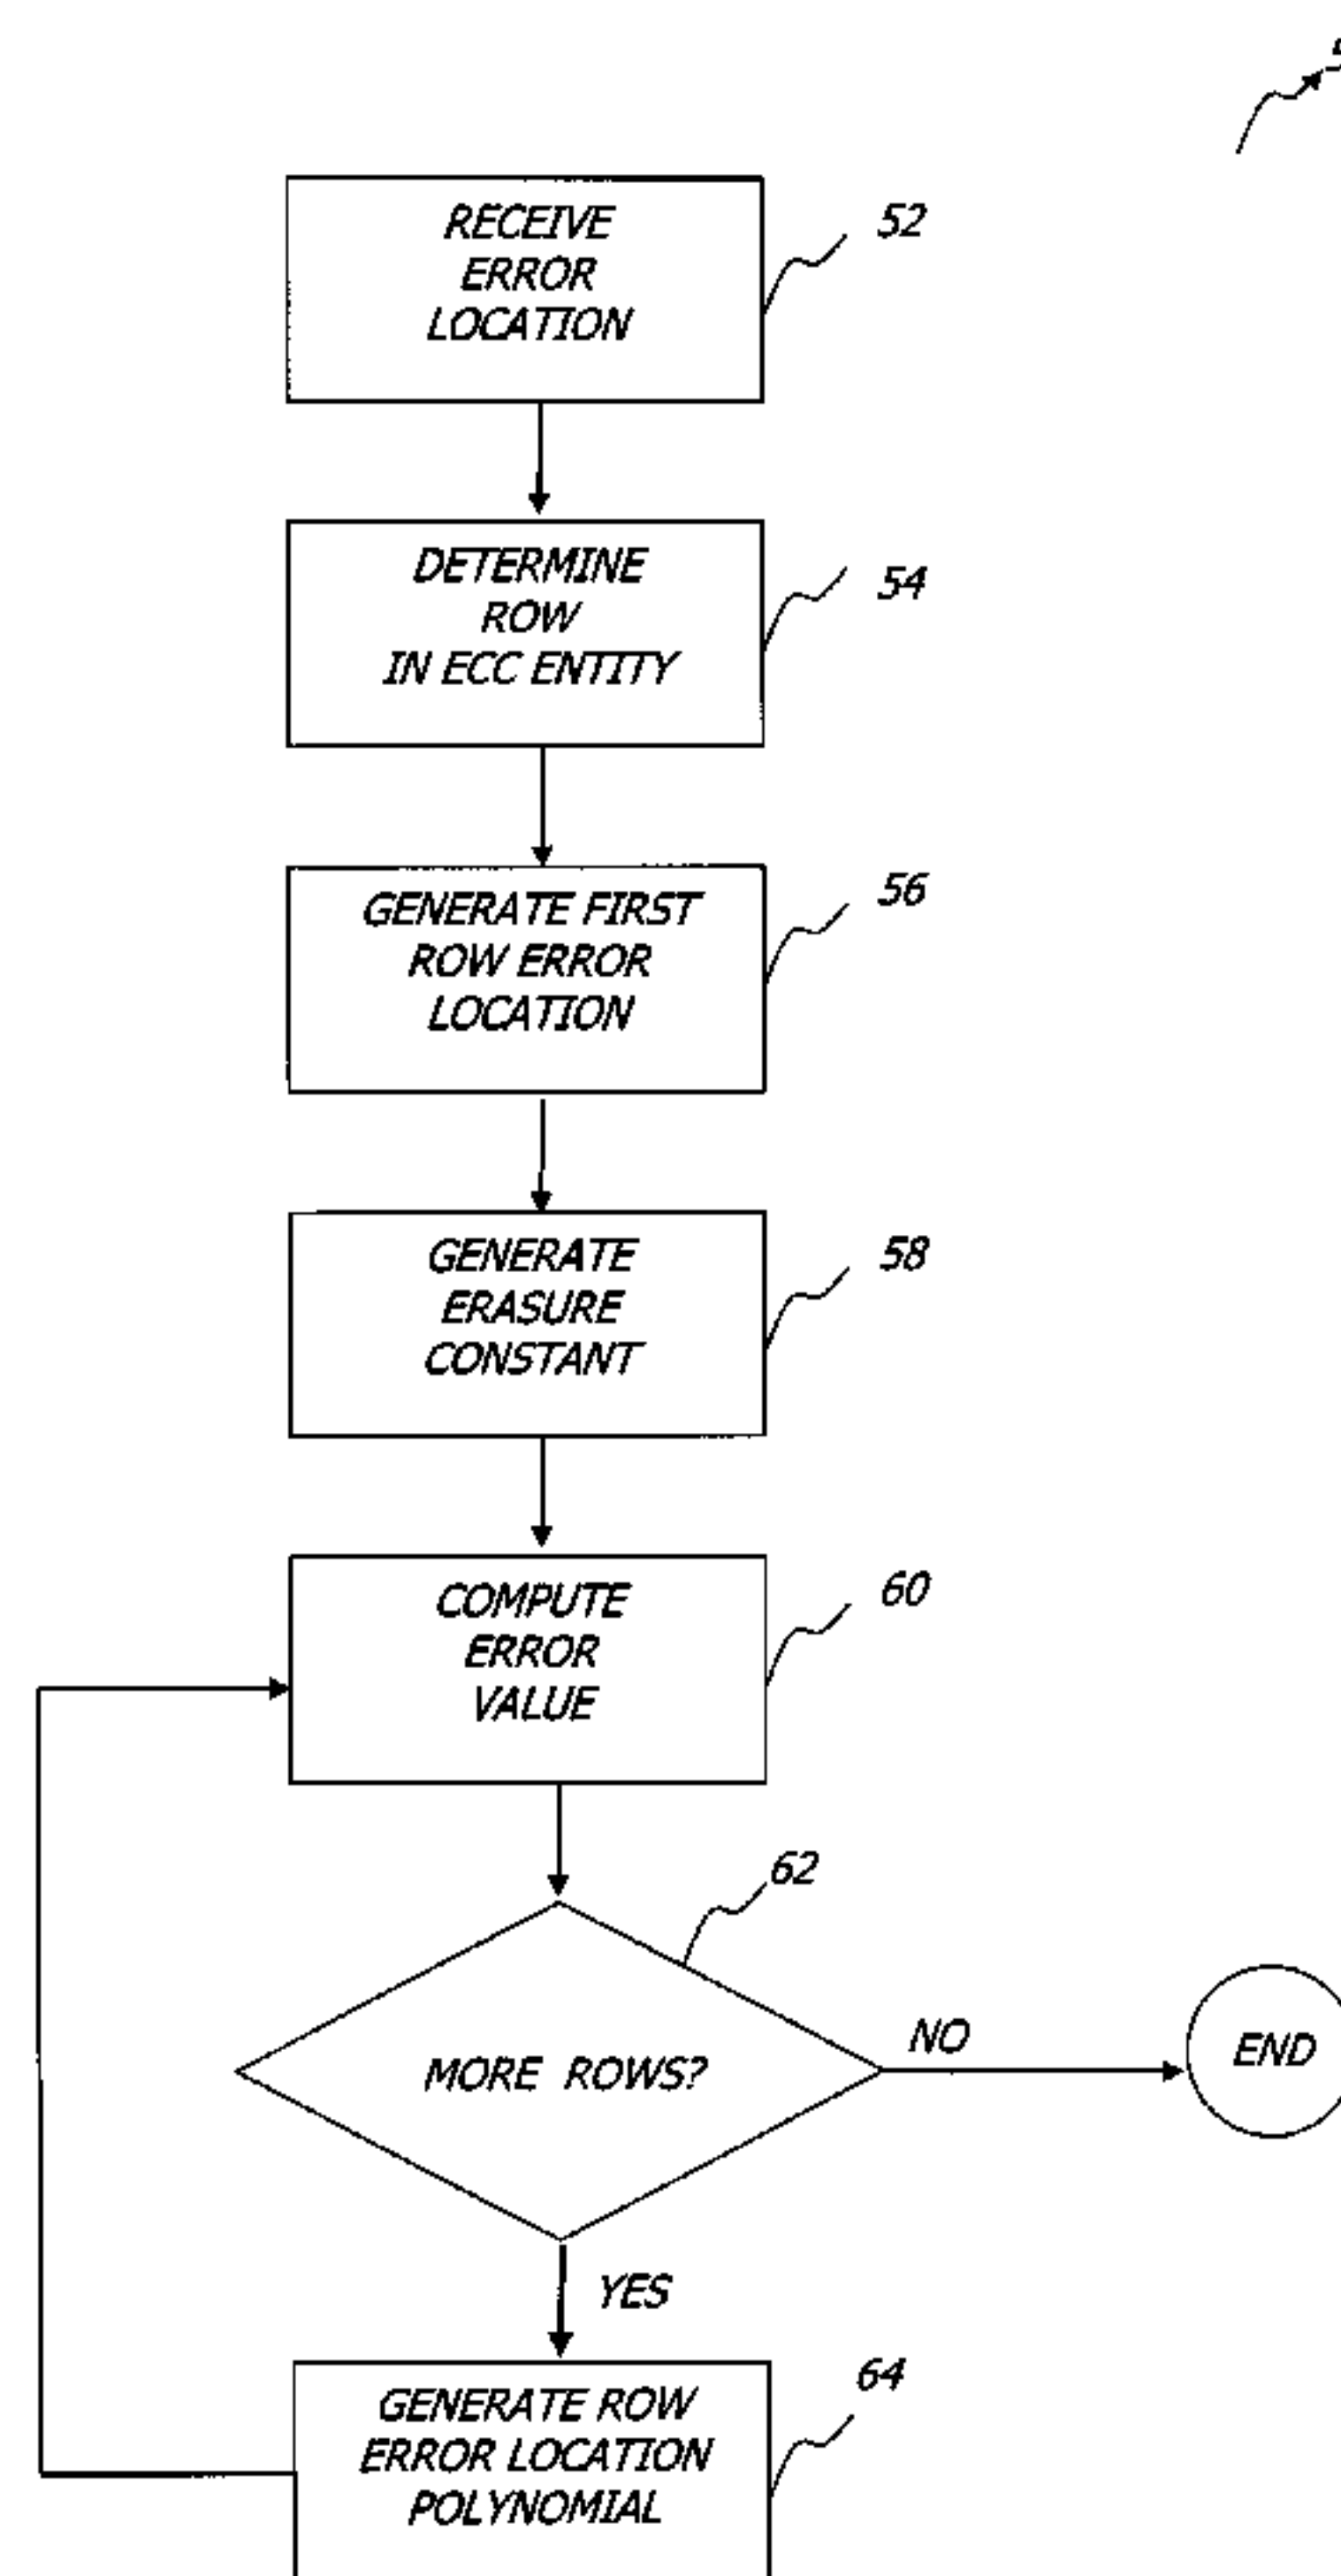 RECEIVE
ERROR
LOCATION
52
DETERMINE
ROW
IN ECC ENTITY
54
GENERATE FIRST
ROW ERROR
LOCATION
56
GENERATE
ERASURE
CONSTANT
58
COMPUTE
ERROR
VALUE
60
62
MORE ROWS?
NO
END
YES
GENERATE ROW
ERROR LOCATION
POLYNOMIAL
64